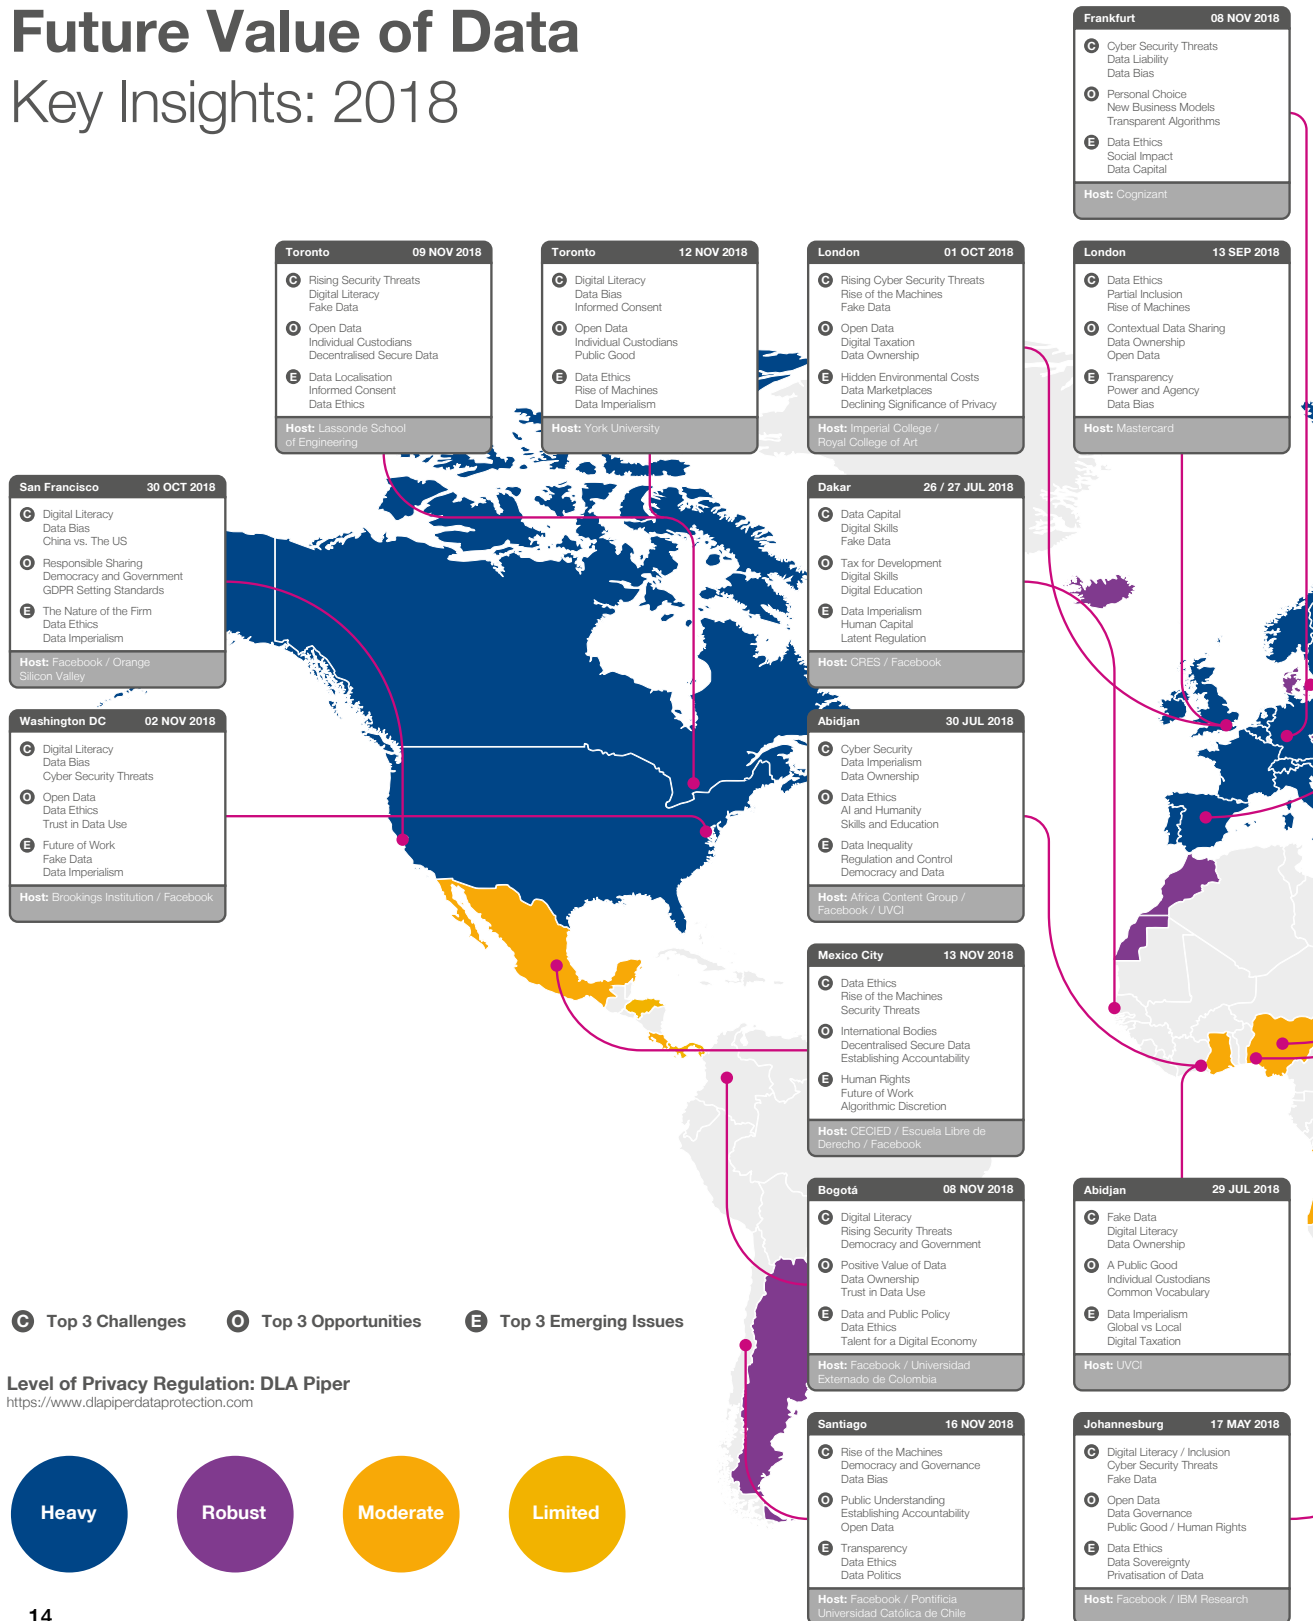 Future Value of Data
Key Insights: 2018
Frankfurt 08 NOV 2018
C Cyber Security Threats
Data Liability
Data Bias
O Personal Choice
New Business Models
Transparent Algorithms
E Data Ethics
Social Impact
Data Capital
Host: Cognizant
Toronto 09 NOV 2018
C Rising Security Threats
Digital Literacy
Fake Data
O Open Data
Individual Custodians
Decentralised Secure Data
E Data Localisation
Informed Consent
Data Ethics
Host: Lassonde School
of Engineering
Toronto 12 NOV 2018
C Digital Literacy
Data Bias
Informed Consent
O Open Data
Individual Custodians
Public Good
E Data Ethics
Rise of Machines
Data Imperialism
Host: York University
London 01 OCT 2018
C Rising Cyber Security Threats
Rise of the Machines
Fake Data
O Open Data
Digital Taxation
Data Ownership
E Hidden Environmental Costs
Data Marketplaces
Declining Significance of Privacy
Host: Imperial College /
Royal College of Art
London 13 SEP 2018
C Data Ethics
Partial Inclusion
Rise of Machines
O Contextual Data Sharing
Data Ownership
Open Data
E Transparency
Power and Agency
Data Bias
Host: Mastercard
San Francisco 30 OCT 2018
C Digital Literacy
Data Bias
China vs. The US
O Responsible Sharing
Democracy and Government
GDPR Setting Standards
E The Nature of the Firm
Data Ethics
Data Imperialism
Host: Facebook / Orange
Silicon Valley
Dakar 26 / 27 JUL 2018
C Data Capital
Digital Skills
Fake Data
O Tax for Development
Digital Skills
Digital Education
E Data Imperialism
Human Capital
Latent Regulation
Host: CRES / Facebook
Washington DC 02 NOV 2018
C Digital Literacy
Data Bias
Cyber Security Threats
O Open Data
Data Ethics
Trust in Data Use
E Future of Work
Fake Data
Data Imperialism
Host: Brookings Institution / Facebook
Abidjan 30 JUL 2018
C Cyber Security
Data Imperialism
Data Ownership
O Data Ethics
AI and Humanity
Skills and Education
E Data Inequality
Regulation and Control
Democracy and Data
Host: Africa Content Group /
Facebook / UVCI
Mexico City 13 NOV 2018
C Data Ethics
Rise of the Machines
Security Threats
O International Bodies
Decentralised Secure Data
Establishing Accountability
E Human Rights
Future of Work
Algorithmic Discretion
Host: CECIED / Escuela Libre de
Derecho / Facebook
Bogotá 08 NOV 2018
C Digital Literacy
Rising Security Threats
Democracy and Government
O Positive Value of Data
Data Ownership
Trust in Data Use
E Data and Public Policy
Data Ethics
Talent for a Digital Economy
Host: Facebook / Universidad
Externado de Colombia
Abidjan 29 JUL 2018
C Fake Data
Digital Literacy
Data Ownership
O A Public Good
Individual Custodians
Common Vocabulary
E Data Imperialism
Global vs Local
Digital Taxation
Host: UVCI
C Top 3 Challenges O Top 3 Opportunities E Top 3 Emerging Issues
Level of Privacy Regulation: DLA Piper
https://www.dlapiperdataprotection.com
Heavy Robust Moderate Limited
Santiago 16 NOV 2018
C Rise of the Machines
Democracy and Governance
Data Bias
O Public Understanding
Establishing Accountability
Open Data
E Transparency
Data Ethics
Data Politics
Host: Facebook / Pontificia
Universidad Católica de Chile
Johannesburg 17 MAY 2018
C Digital Literacy / Inclusion
Cyber Security Threats
Fake Data
O Open Data
Data Governance
Public Good / Human Rights
E Data Ethics
Data Sovereignty
Privatisation of Data
Host: Facebook / IBM Research
14